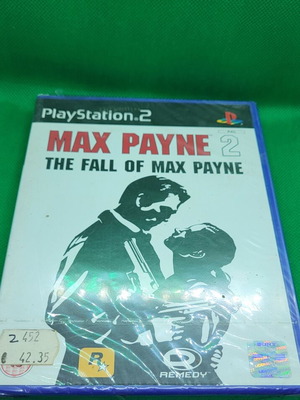 PlayStation.2
MAX PAYNE 2
THE FALL OF MAX PAYNE
2 452
€ 42,35
R
REMEDY